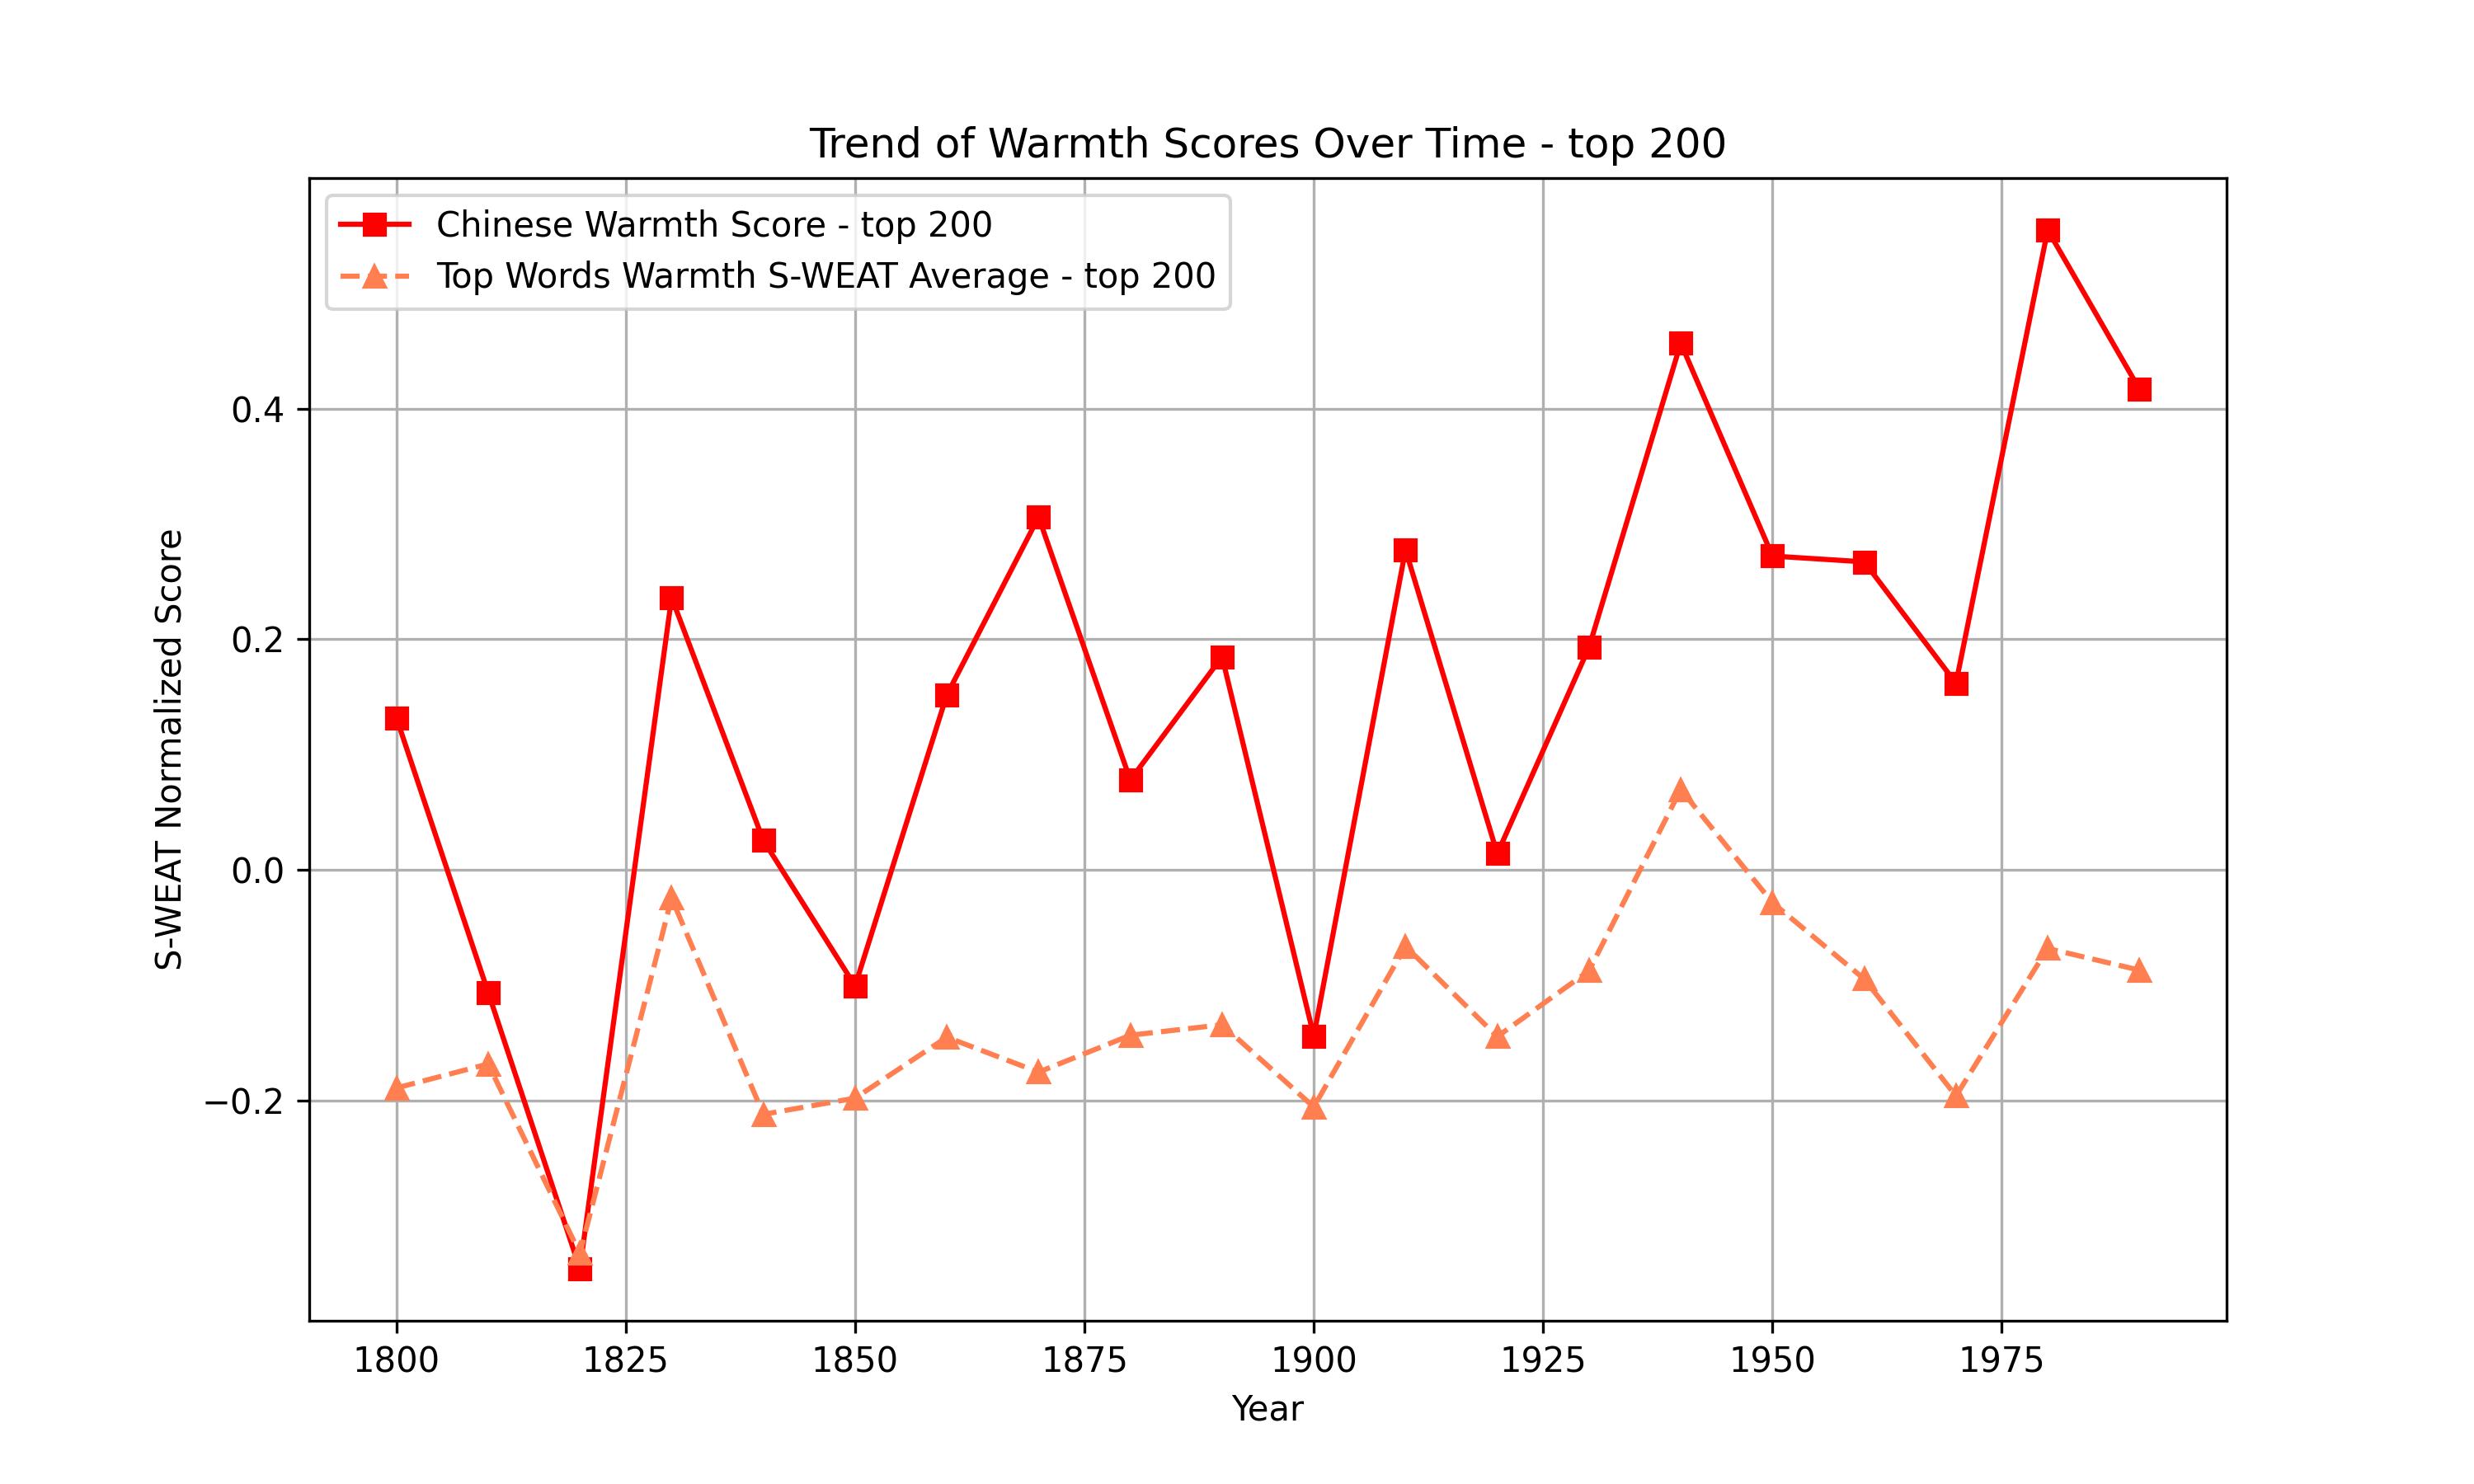 Trend of Warmth Scores Over Time - top 200
Chinese Warmth Score - top 200
Top Words Warmth S-WEAT Average - top 200
S-WEAT Normalized Score
0.4
0.2
0.0
−0.2
1800 1825 1850 1875 1900 1925 1950 1975
Year